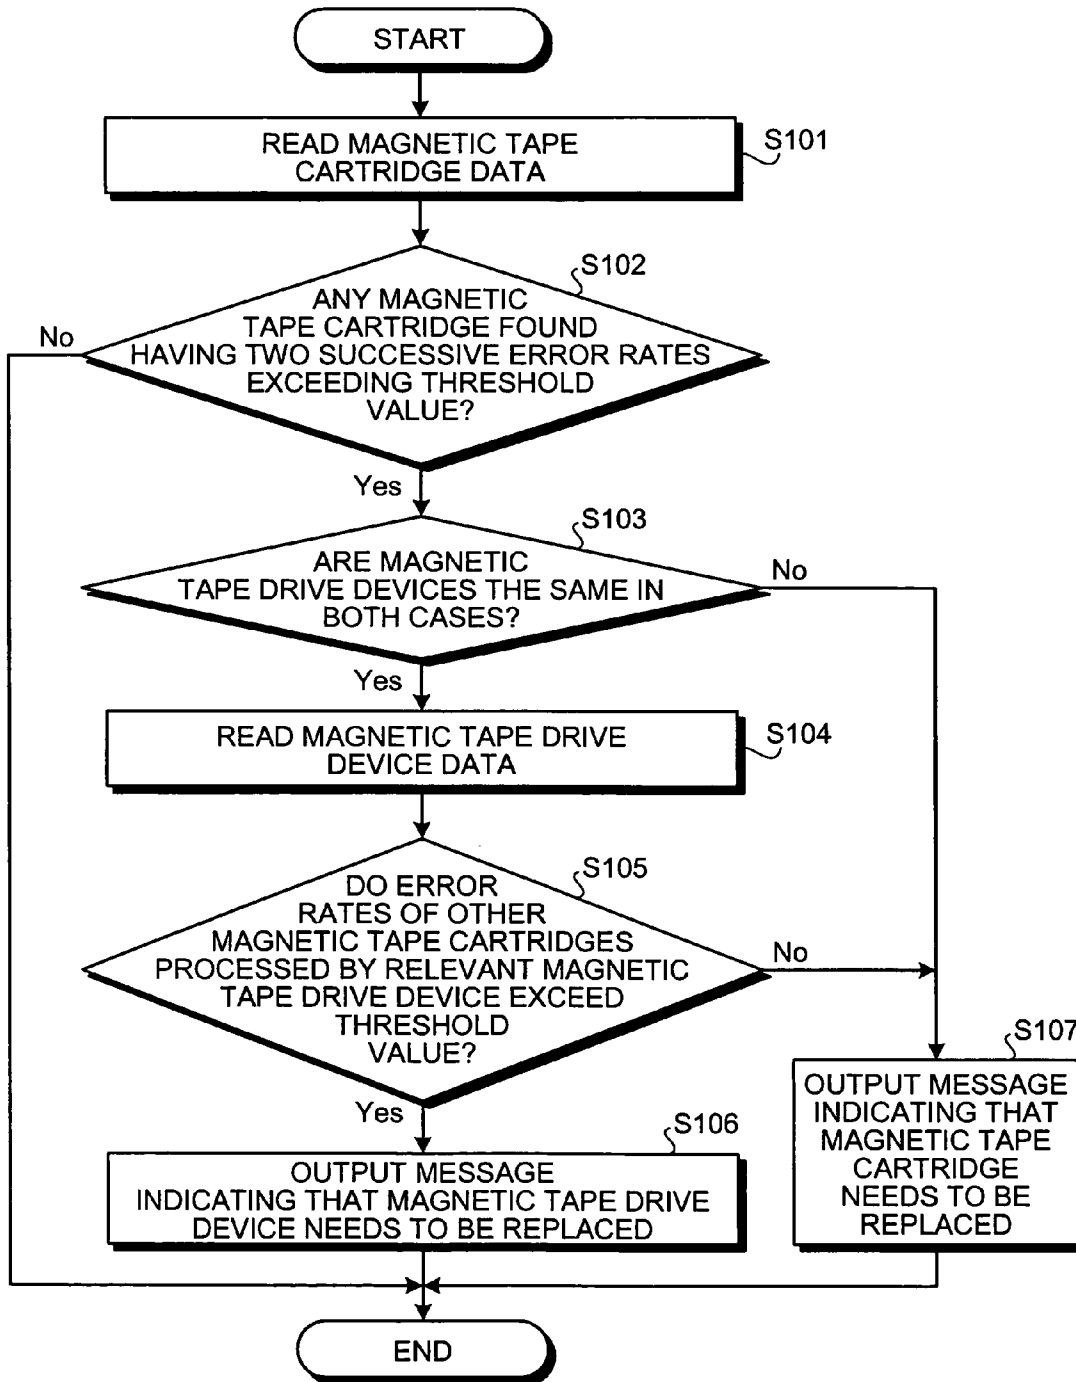 START
READ MAGNETIC TAPE
CARTRIDGE DATA
S101
S102
ANY MAGNETIC
TAPE CARTRIDGE FOUND
HAVING TWO SUCCESSIVE ERROR RATES
EXCEEDING THRESHOLD
VALUE?
No
Yes
S103
ARE MAGNETIC
TAPE DRIVE DEVICES THE SAME IN
BOTH CASES?
No
Yes
READ MAGNETIC TAPE DRIVE
DEVICE DATA
S104
S105
DO ERROR
RATES OF OTHER
MAGNETIC TAPE CARTRIDGES
PROCESSED BY RELEVANT MAGNETIC
TAPE DRIVE DEVICE EXCEED
THRESHOLD
VALUE?
No
Yes
S106
OUTPUT MESSAGE
INDICATING THAT MAGNETIC TAPE DRIVE
DEVICE NEEDS TO BE REPLACED
S107
OUTPUT MESSAGE
INDICATING THAT
MAGNETIC TAPE
CARTRIDGE
NEEDS TO BE
REPLACED
END